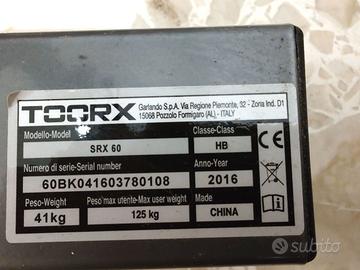 TOORX
Garlando S.p.A. Via Regione Piemonte, 32 - Zona Ind. D1
15068 Pozzolo Formigaro (AL) - ITALY
Modello-Model
Classe-Class
SRX 60
HB
Numero di serie-Serial number
Anno-Year
60BK041603780108
2016
Peso-Weight
Peso max utente-Max user weight
Made in
41kg
125 kg
CHINA
subito